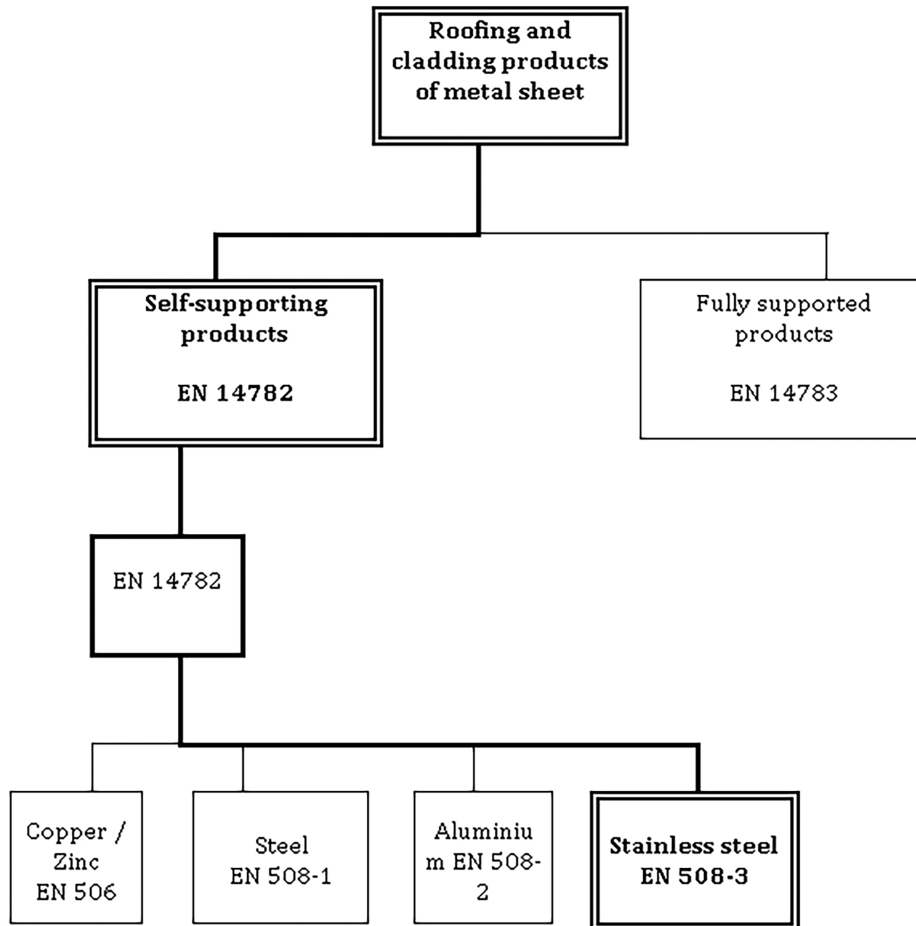 Roofing and
cladding products
of metal sheet
Self-supporting
products
EN 14782
Fully supported
products
EN 14783
EN 14782
Copper /
Zinc
EN 506
Steel
EN 508-1
Aluminiu
m EN 508-
2
Stainless steel
EN 508-3